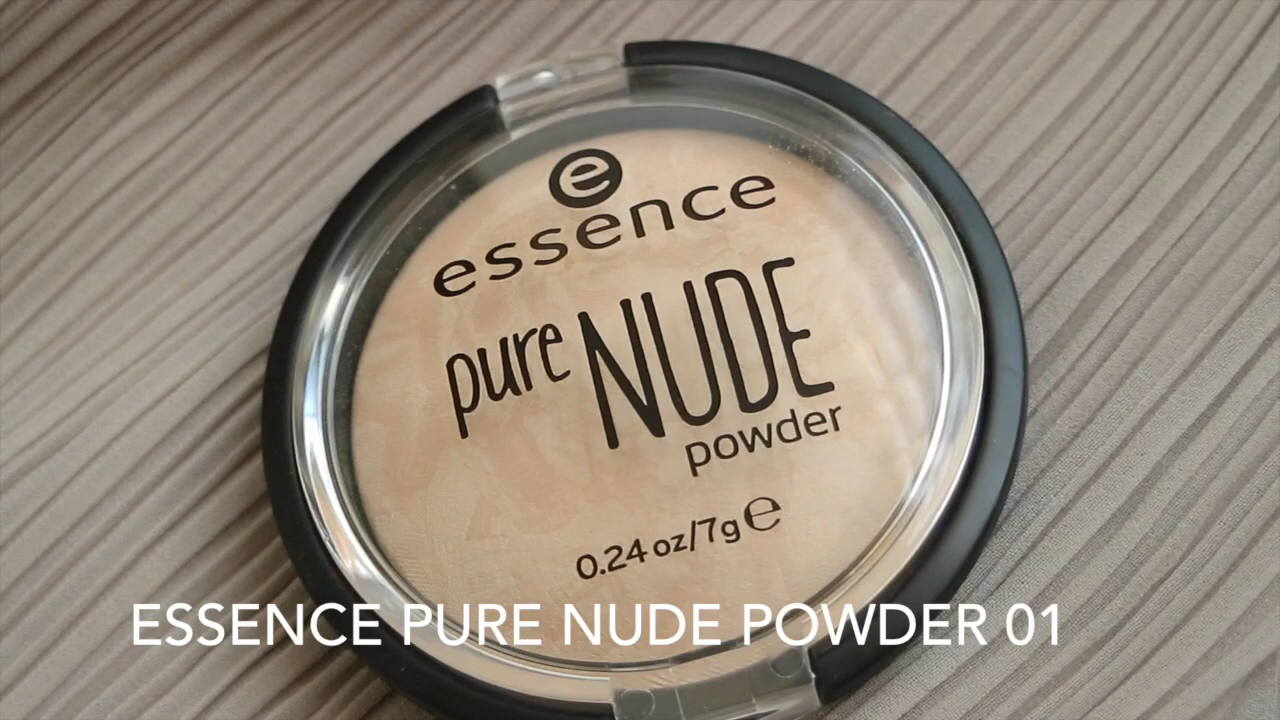 e
essence
pure NUDE
powder
0.24 oz/7g ℮
ESSENCE PURE NUDE POWDER 01